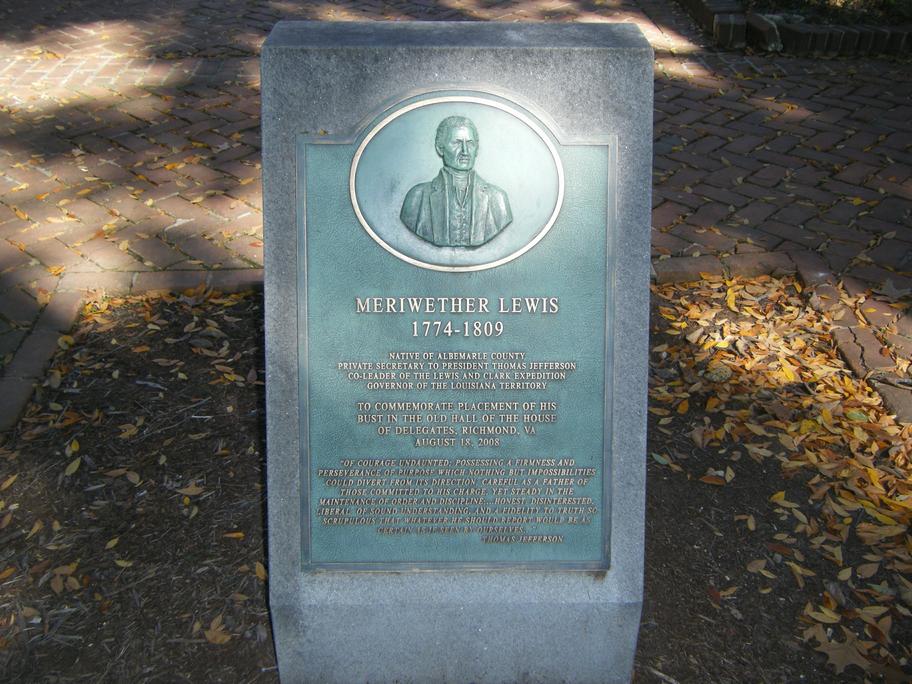 MERIWETHER LEWIS
1774-1809
NATIVE OF ALBEMARLE COUNTY
PRIVATE SECRETARY TO PRESIDENT THOMAS JEFFERSON
CO-LEADER OF THE LEWIS AND CLARK EXPEDITION
GOVERNOR OF THE LOUISIANA TERRITORY
TO COMMEMORATE PLACEMENT OF HIS
BUST IN THE OLD HALL OF THE HOUSE
OF DELEGATES, RICHMOND, VA
AUGUST 18, 2008
"OF COURAGE UNDAUNTED; POSSESSING A FIRMNESS AND
PERSEVERANCE OF PURPOSE WHICH NOTHING BUT IMPOSSIBILITIES
COULD DIVERT FROM ITS DIRECTION, CAREFUL AS A FATHER OF
THOSE COMMITTED TO HIS CHARGE, YET STEADY IN THE
MAINTENANCE OF ORDER AND DISCIPLINE... HONEST, DISINTERESTED,
LIBERAL, OF SOUND UNDERSTANDING, AND A FIDELITY TO TRUTH SO
SCRUPULOUS THAT WHATEVER HE SHOULD REPORT WOULD BE AS
CERTAIN AS IF SEEN BY OURSELVES..."
THOMAS JEFFERSON